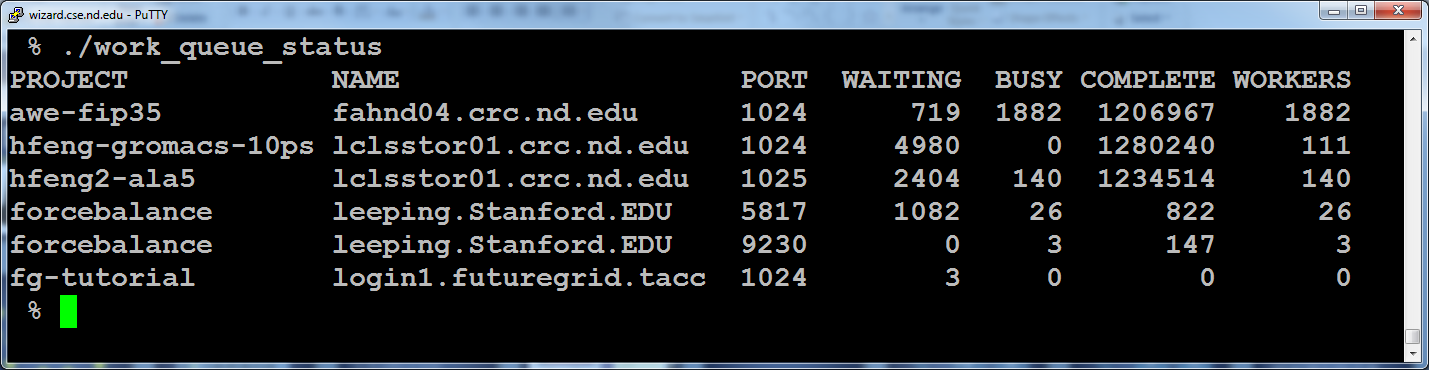 wizard.cse.nd.edu - PuTTY
% ./work_queue_status
PROJECT NAME PORT WAITING BUSY COMPLETE WORKERS
awe-fip35 fahnd04.crc.nd.edu 1024 719 1882 1206967 1882
hfeng-gromacs-10ps lclsstor01.crc.nd.edu 1024 4980 0 1280240 111
hfeng2-ala5 lclsstor01.crc.nd.edu 1025 2404 140 1234514 140
forcebalance leeping.Stanford.EDU 5817 1082 26 822 26
forcebalance leeping.Stanford.EDU 9230 0 3 147 3
fg-tutorial login1.futuregrid.tacc 1024 3 0 0 0
%